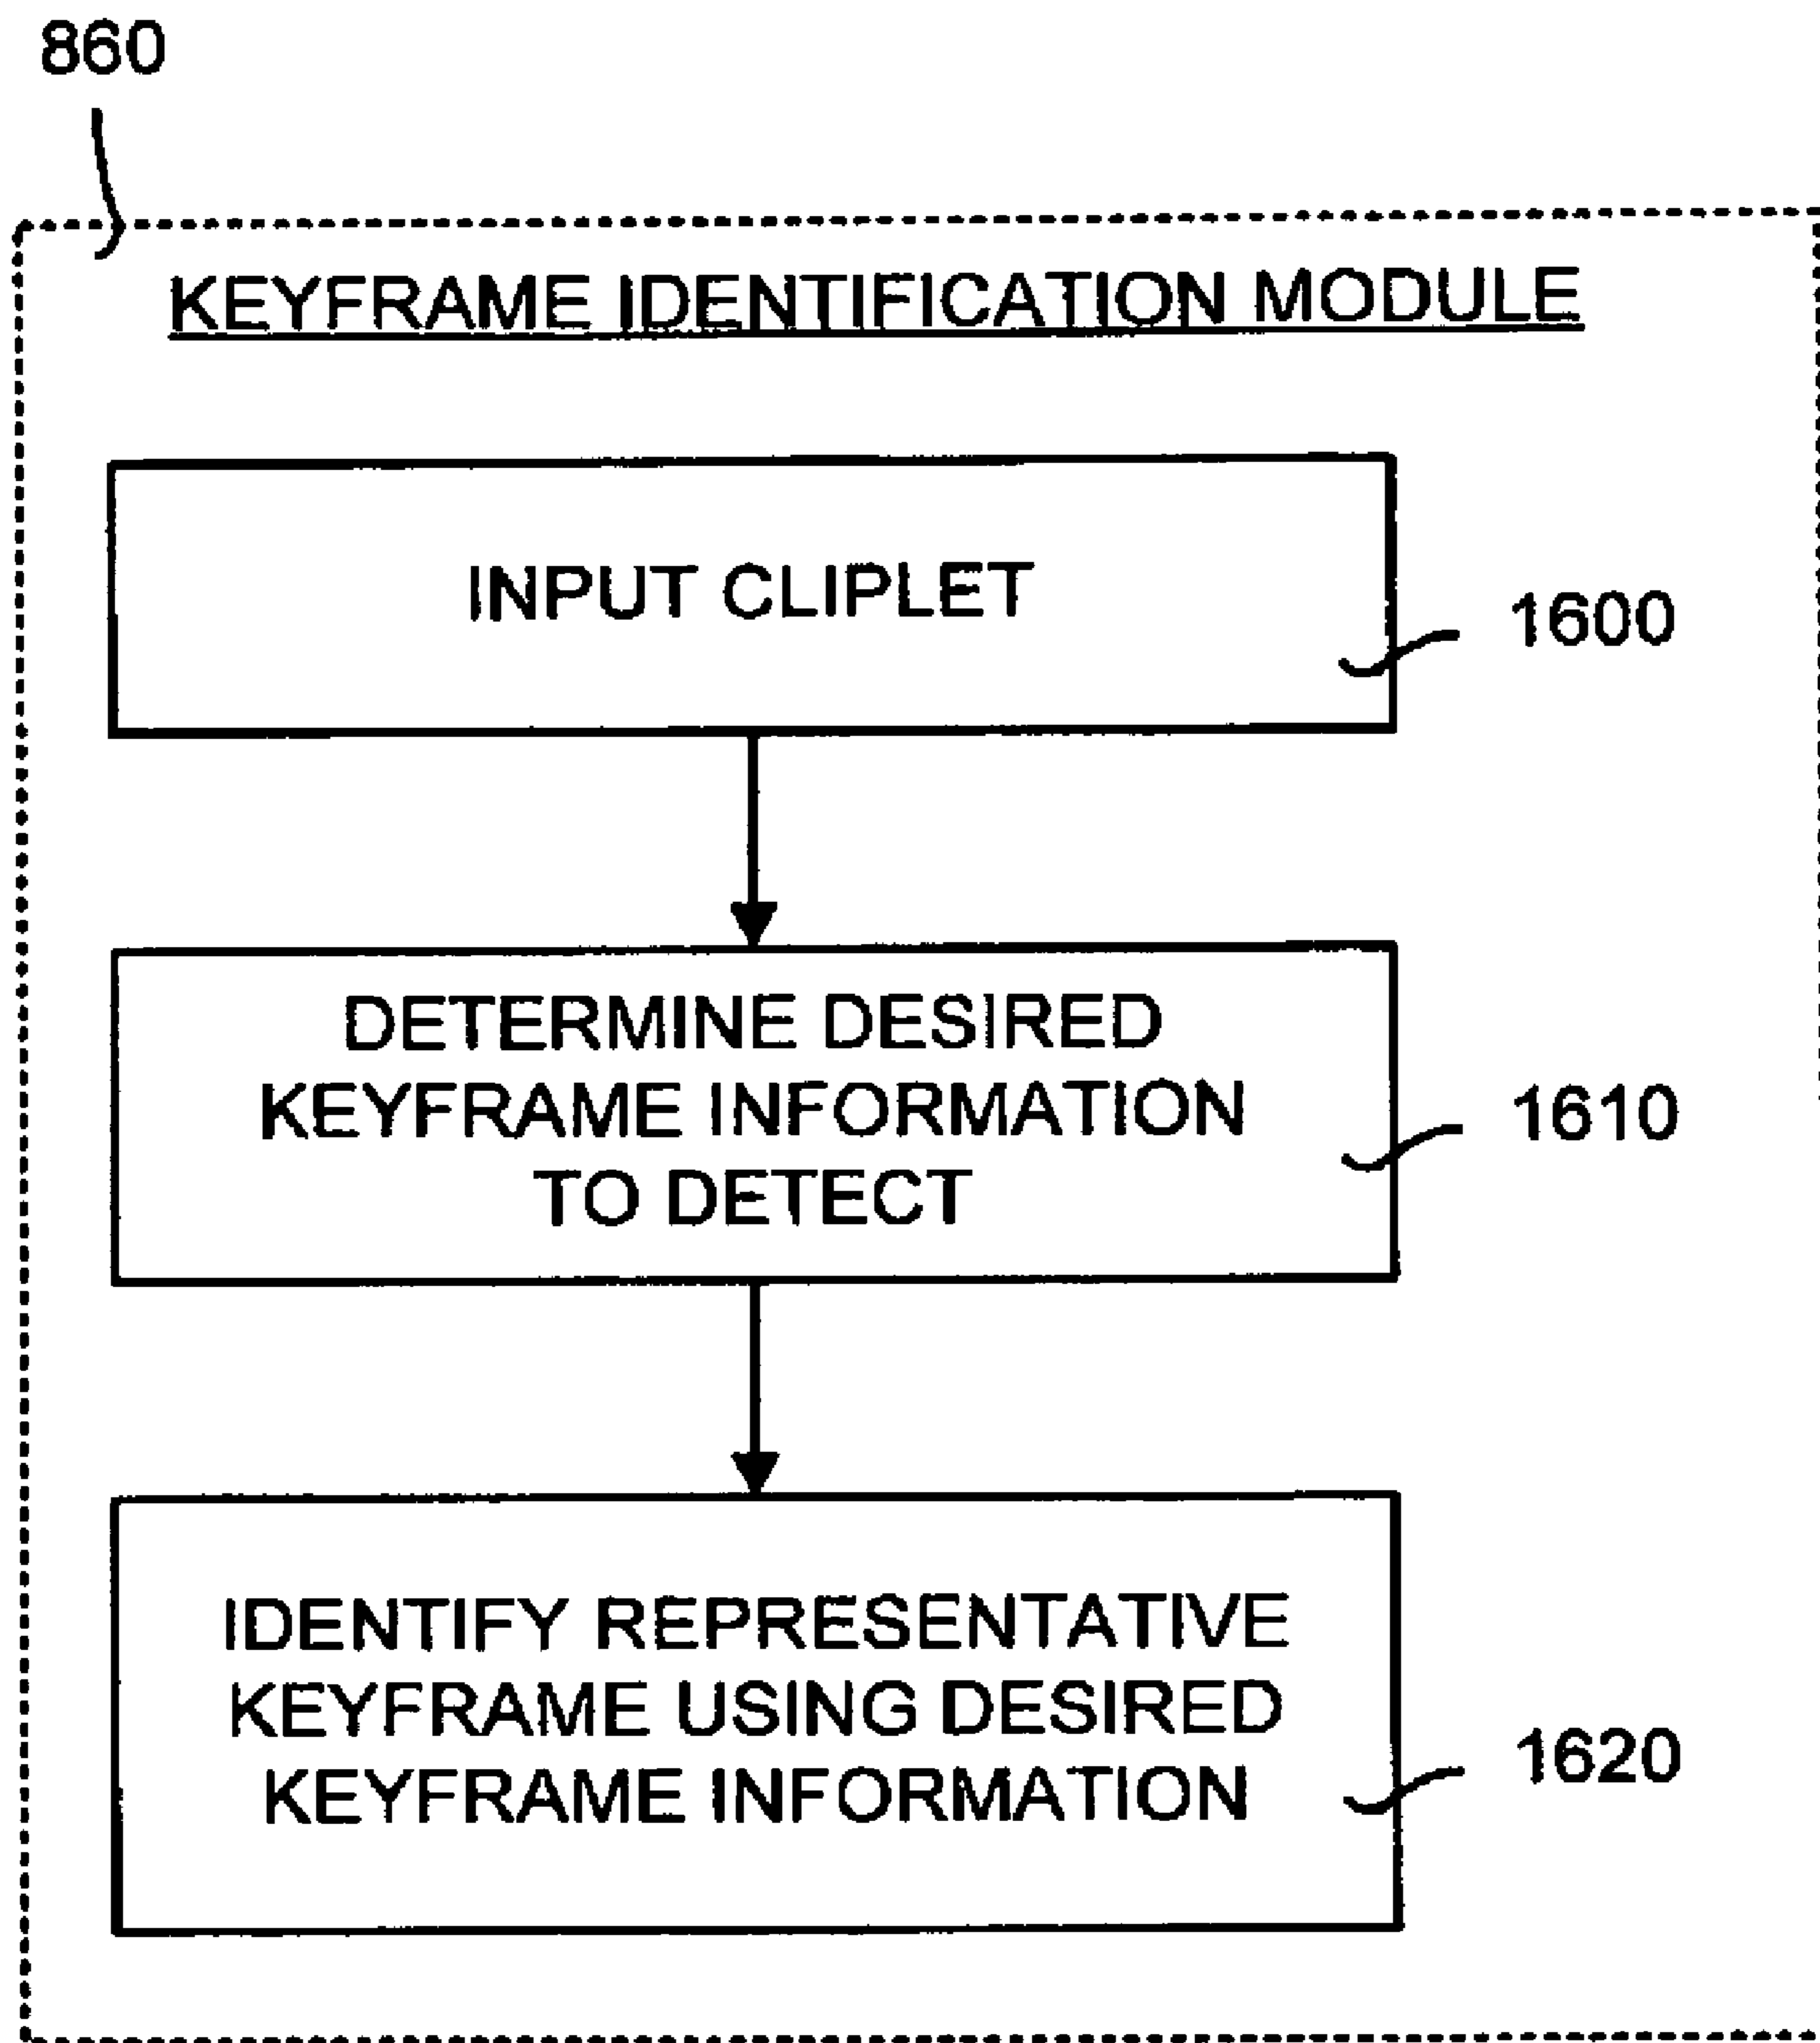 860
KEYFRAME IDENTIFICATION MODULE
INPUT CLIPLET
1600
DETERMINE DESIRED
KEYFRAME INFORMATION
TO DETECT
1610
IDENTIFY REPRESENTATIVE
KEYFRAME USING DESIRED
KEYFRAME INFORMATION
1620